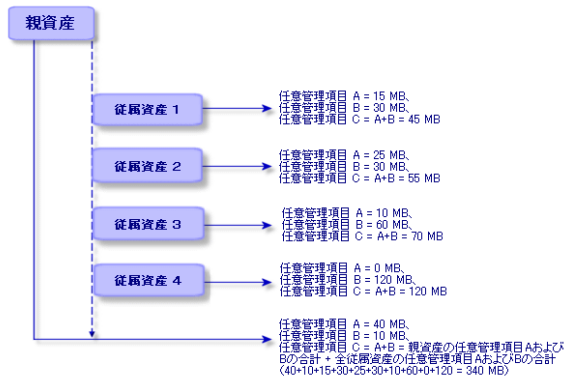 親資産
従属資産 1
任意管理項目 A = 15 MB、
任意管理項目 B = 30 MB、
任意管理項目 C = A+B = 45 MB
従属資産 2
任意管理項目 A = 25 MB、
任意管理項目 B = 30 MB、
任意管理項目 C = A+B = 55 MB
従属資産 3
任意管理項目 A = 10 MB、
任意管理項目 B = 60 MB、
任意管理項目 C = A+B = 70 MB
従属資産 4
任意管理項目 A = 0 MB、
任意管理項目 B = 120 MB、
任意管理項目 C = A+B = 120 MB
任意管理項目 A = 40 MB、
任意管理項目 B = 10 MB、
任意管理項目 C = A+B = 親資産の任意管理項目Aおよび
Bの合計 + 全従属資産の任意管理項目AおよびBの合計
(40+10+15+30+25+30+10+60+0+120 = 340 MB)